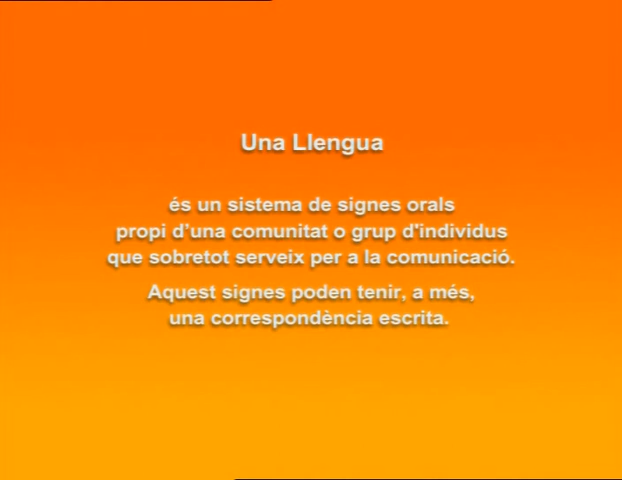 Una Llengua
és un sistema de signes orals
propi d'una comunitat o grup d'individus
que sobretot serveix per a la comunicació.
Aquest signes poden tenir, a més,
una correspondència escrita.